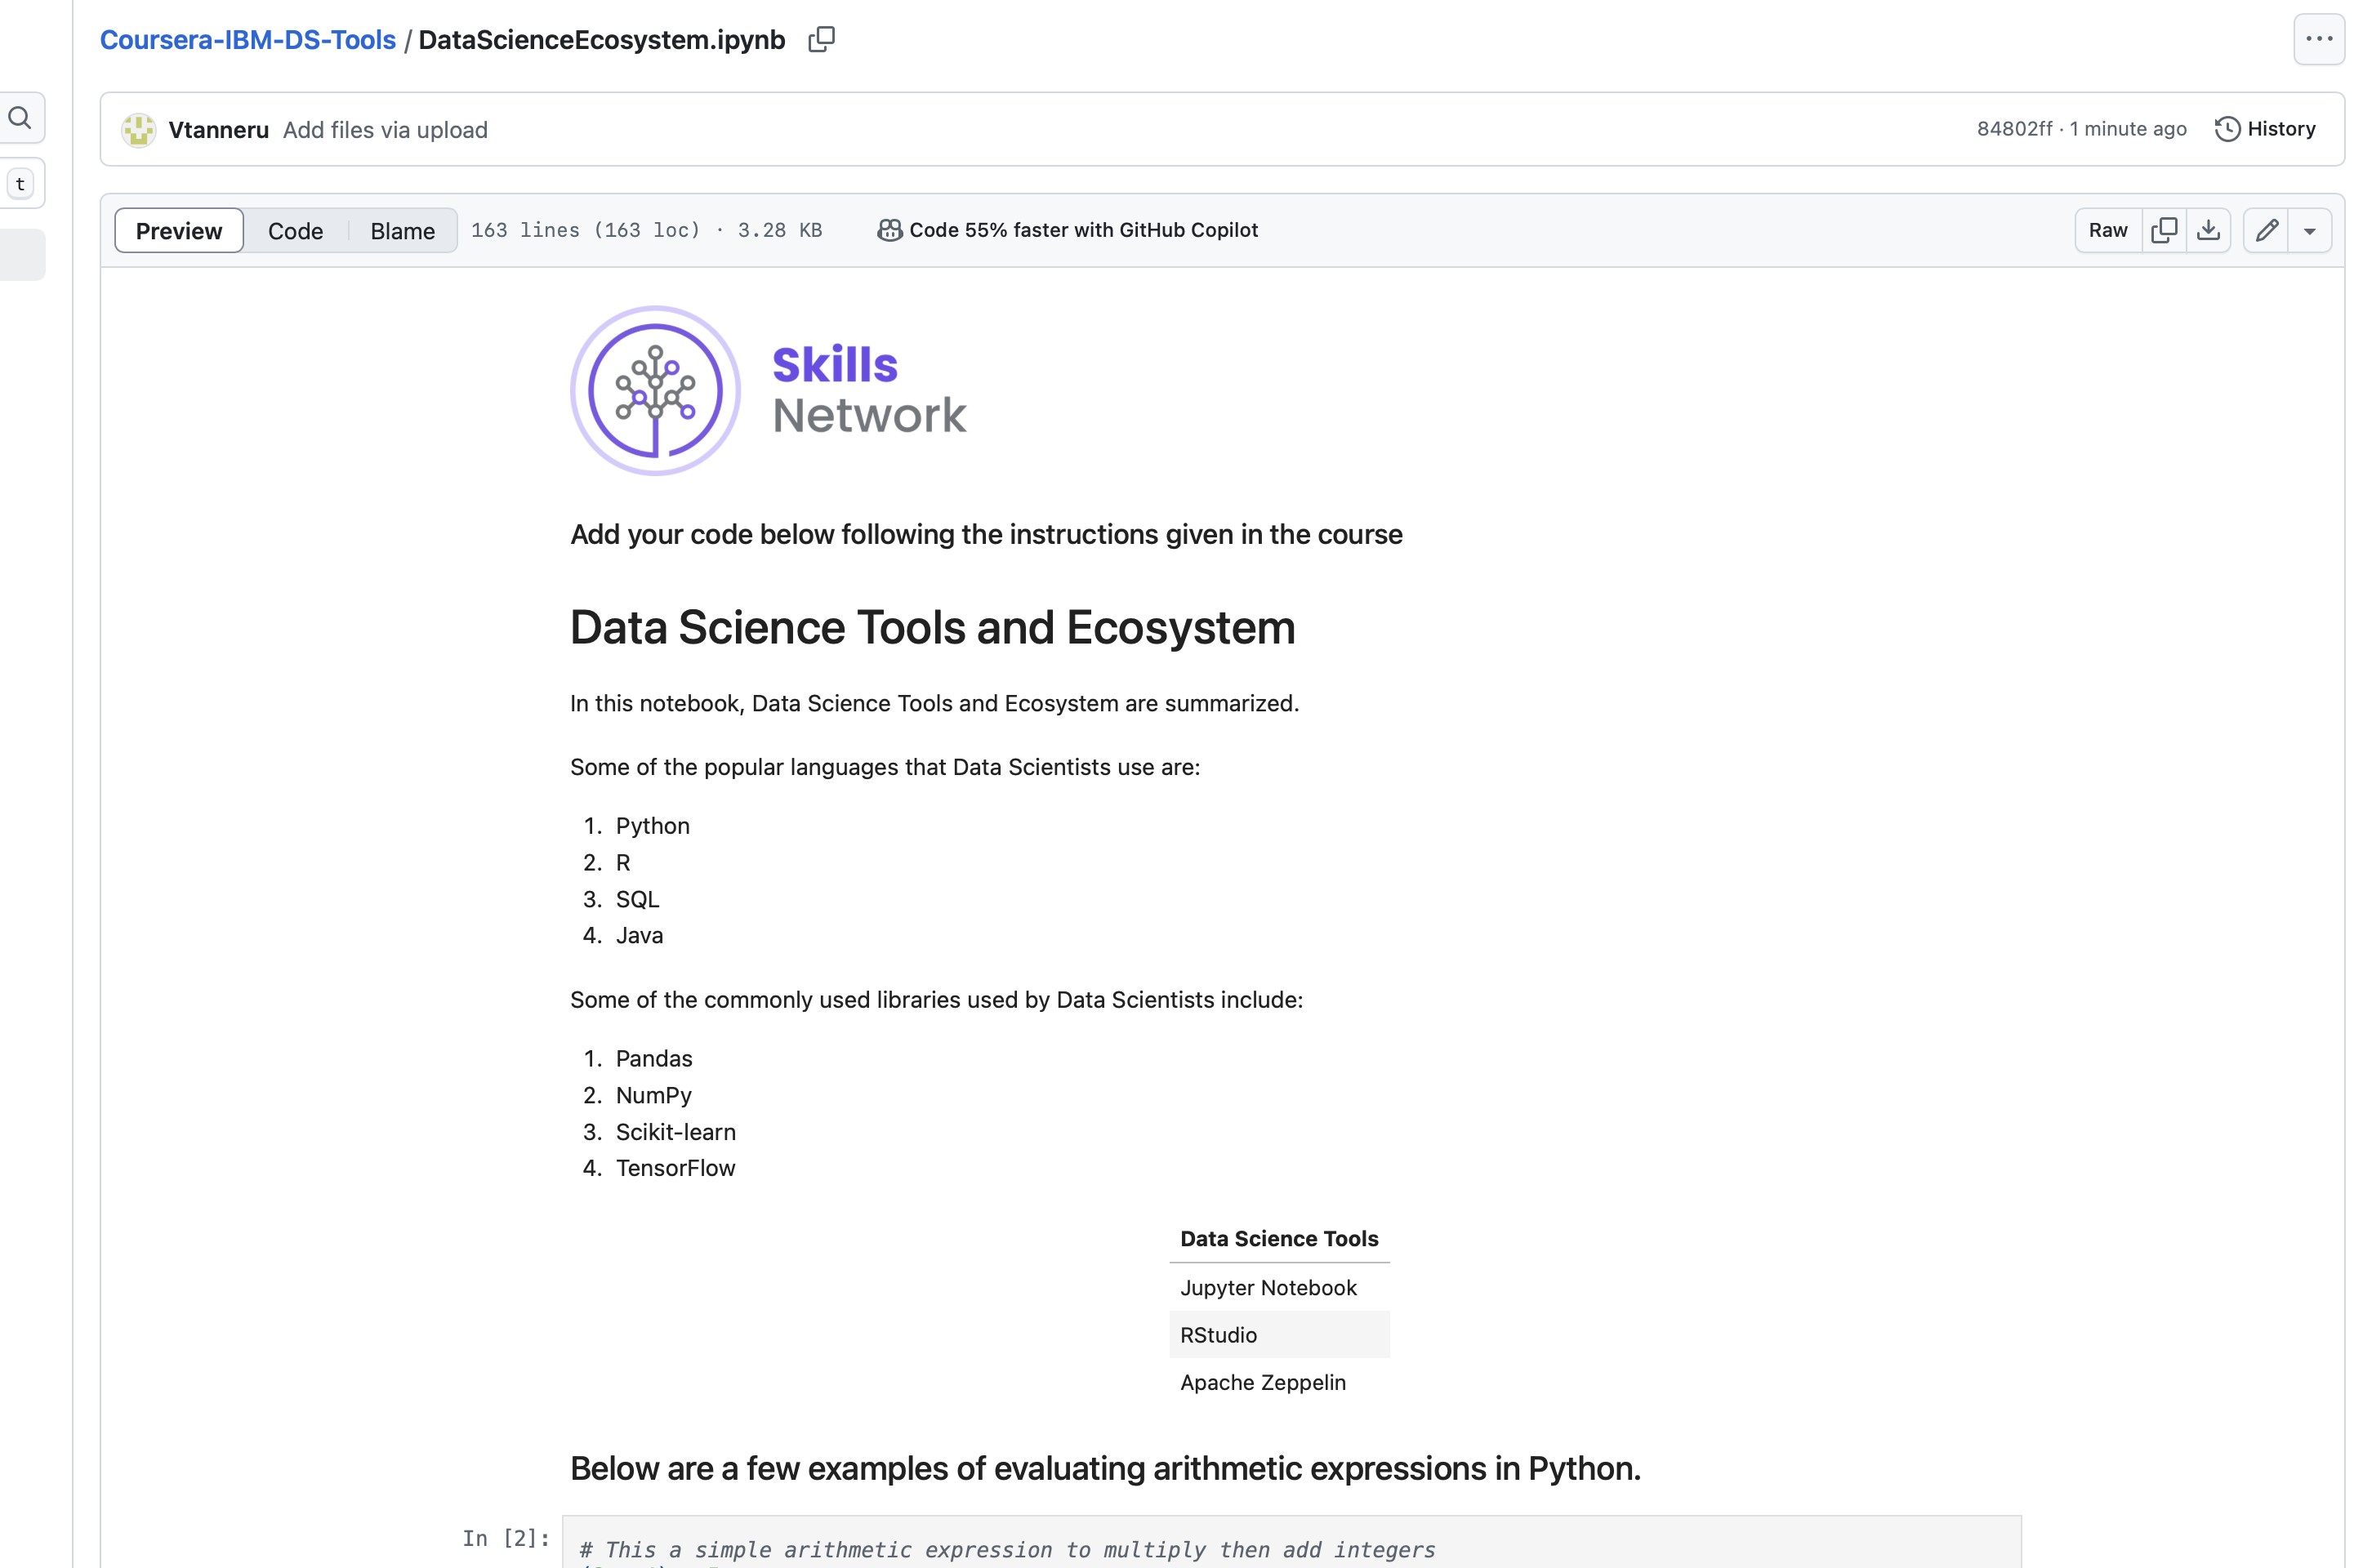 Coursera-IBM-DS-Tools / DataScienceEcosystem.ipynb
Vtanneru Add files via upload 84802ff · 1 minute ago History
t
Preview Code Blame 163 lines (163 loc) · 3.28 KB Code 55% faster with GitHub Copilot Raw
Skills
Network
Add your code below following the instructions given in the course
Data Science Tools and Ecosystem
In this notebook, Data Science Tools and Ecosystem are summarized.
Some of the popular languages that Data Scientists use are:
1. Python
2. R
3. SQL
4. Java
Some of the commonly used libraries used by Data Scientists include:
1. Pandas
2. NumPy
3. Scikit-learn
4. TensorFlow
Data Science Tools
Jupyter Notebook
RStudio
Apache Zeppelin
Below are a few examples of evaluating arithmetic expressions in Python.
In [2]:
# This a simple arithmetic expression to multiply then add integers